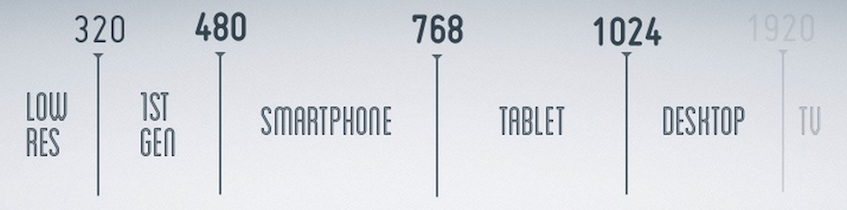 320 480 768 1024 1920
LOW 1ST SMARTPHONE TABLET DESKTOP TV
RES GEN